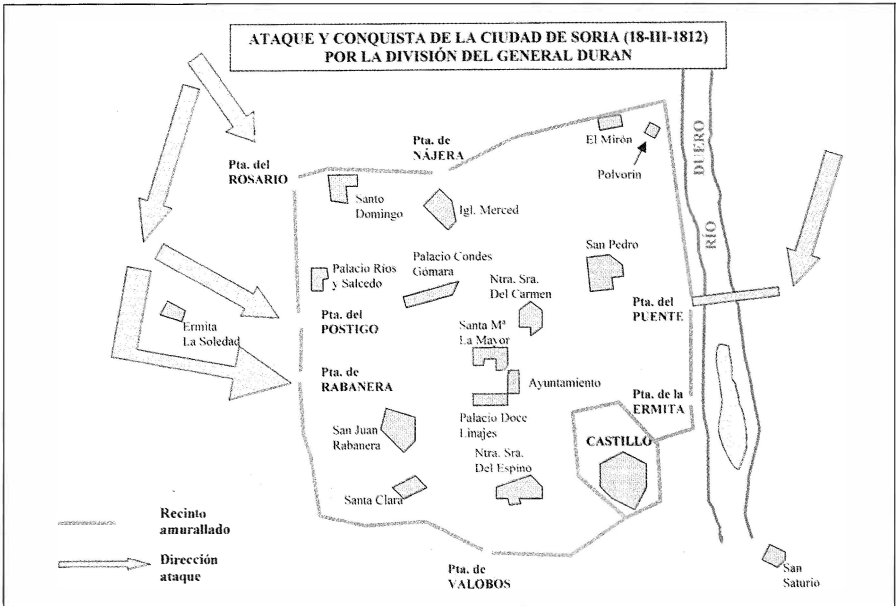 ATAQUE Y CONQUISTA DE LA CIUDAD DE SORIA (18-III-1812)
POR LA DIVISIÓN DEL GENERAL DURAN
El Mirón
Polvorín
DUERO
RÍO
Pta. de
NÁJERA
Pta. del
ROSARIO
Santo
Domingo
Igl. Merced
San Pedro
Palacio Ríos
y Salcedo
Palacio Condes
Gómara
Ntra. Sra.
Del Carmen
Pta. del
PUENTE
Ermita
La Soledad
Pta. del
POSTIGO
Santa Mª
La Mayor
Pta. de
RABANERA
Ayuntamiento
Pta. de la
ERMITA
San Juan
Rabanera
Palacio Doce
Linajes
CASTILLO
Ntra. Sra.
Del Espino
Santa Clara
Recinto
amurallado
Dirección
ataque
Pta. de
VALOBOS
San
Saturio